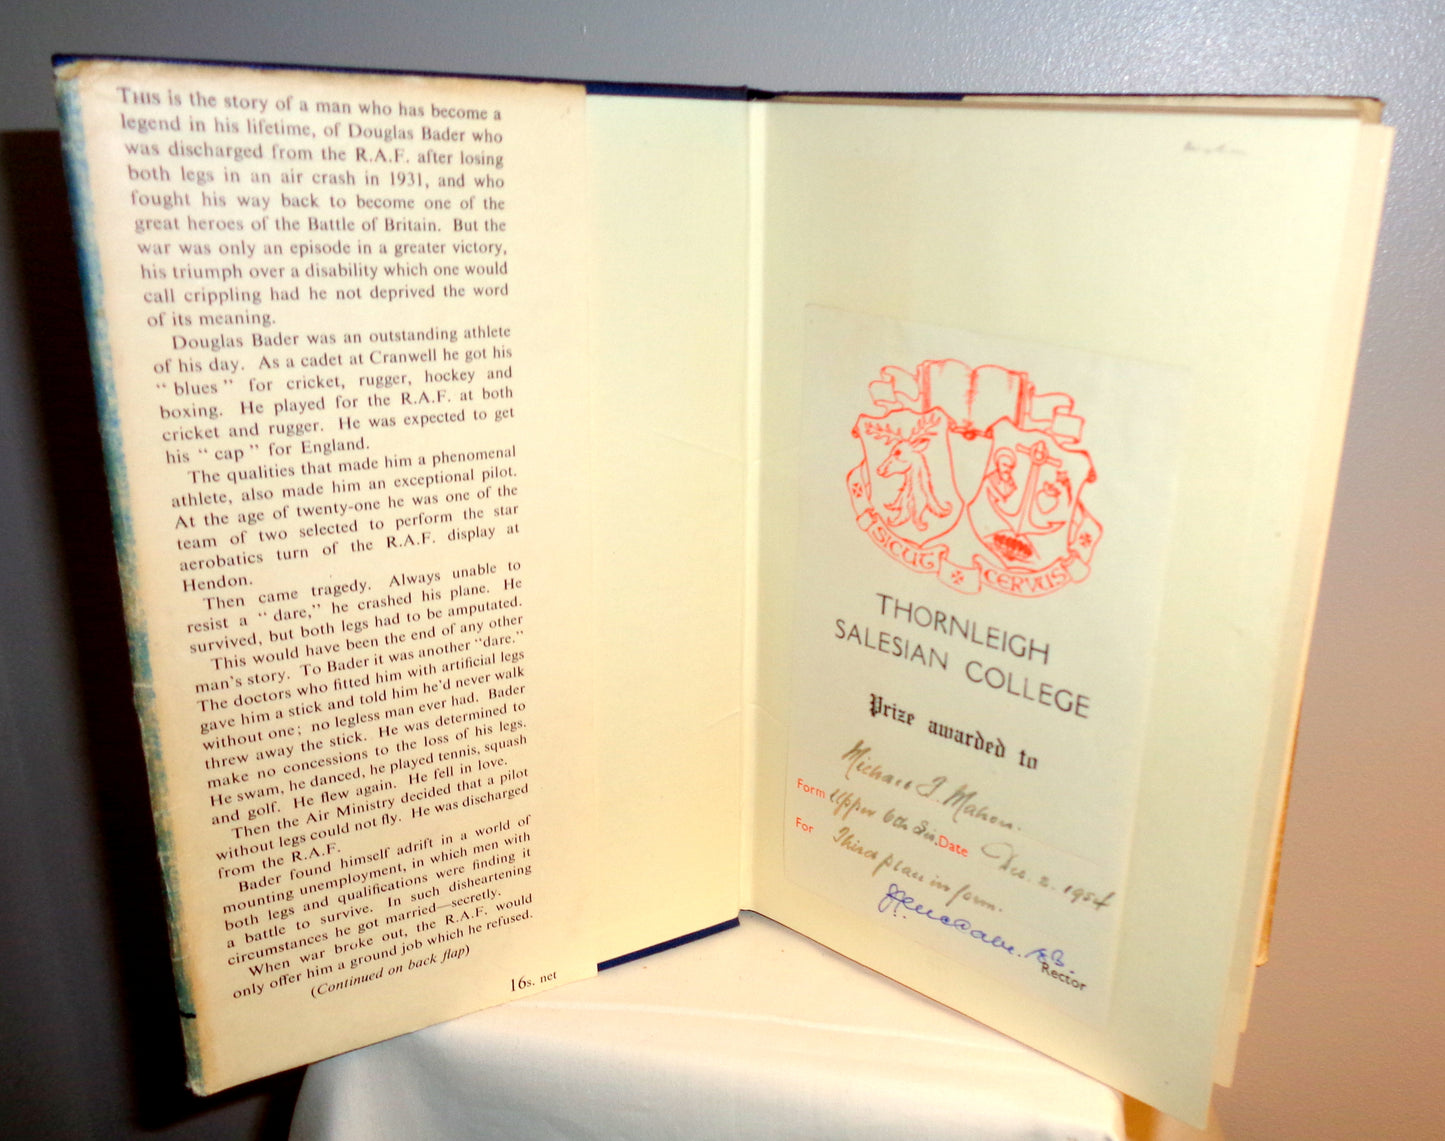 THIS is the story of a man who has become a
legend in his lifetime, of Douglas Bader who
was discharged from the R.A.F. after losing
both legs in an air crash in 1931, and who
fought his way back to become one of the
great heroes of the Battle of Britain. But the
war was only an episode in a greater victory,
his triumph over a disability which one would
call crippling had he not deprived the word
of its meaning.
Douglas Bader was an outstanding athlete
of his day. As a cadet at Cranwell he got his
“ blues ” for cricket, rugger, hockey and
boxing. He played for the R.A.F. at both
cricket and rugger. He was expected to get
his “ cap ” for England.
The qualities that made him a phenomenal
athlete, also made him an exceptional pilot.
At the age of twenty-one he was one of the
team of two selected to perform the star
aerobatics turn of the R.A.F. display at
Hendon.
Then came tragedy. Always unable to
resist a “ dare,” he crashed his plane. He
survived, but both legs had to be amputated.
This would have been the end of any other
man's story. To Bader it was another “dare.”
The doctors who fitted him with artificial legs
gave him a stick and told him he'd never walk
without one; no legless man ever had. Bader
threw away the stick. He was determined to
make no concessions to the loss of his legs.
He swam, he danced, he played tennis, squash
and golf. He flew again. He fell in love.
Then the Air Ministry decided that a pilot
without legs could not fly. He was discharged
from the R.A.F.
Bader found himself adrift in a world of
mounting unemployment, in which men with
both legs and qualifications were finding it
a battle to survive. In such disheartening
circumstances he got married—secretly.
When war broke out, the R.A.F. would
only offer him a ground job which he refused.
(Continued on back flap)
16s. net
SICUT CERVUS
THORNLEIGH
SALESIAN COLLEGE
Prize awarded to
Michael J. Mahon.
Form Upper 6th Sc. Date Dec. 2. 1954
For Third place in form.
Rector